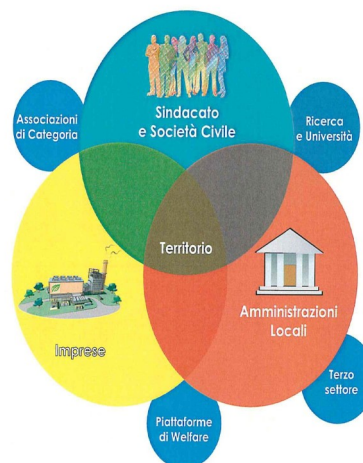 Sindacato
e Società Civile
Associazioni
di Categoria
Ricerca
e Università
Territorio
Imprese
Amministrazioni
Locali
Terzo
settore
Piattaforme
di Welfare